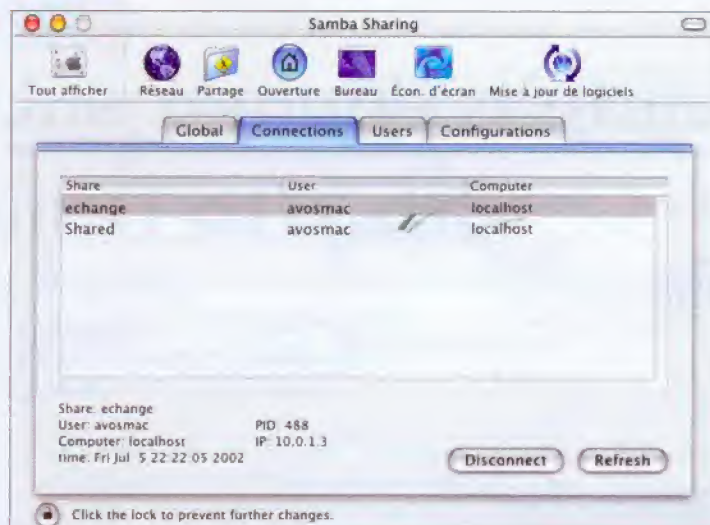 Samba Sharing
Tout afficher Réseau Partage Ouverture Bureau Écon. d'écran Mise à jour de logiciels
Global Connections Users Configurations
Share User Computer
echange avosmac localhost
Shared avosmac localhost
Share: echange
User: avosmac PID: 488
Computer: localhost IP: 10.0.1.3
time: Fri Jul 5 22:22:05 2002
Disconnect Refresh
Click the lock to prevent further changes.